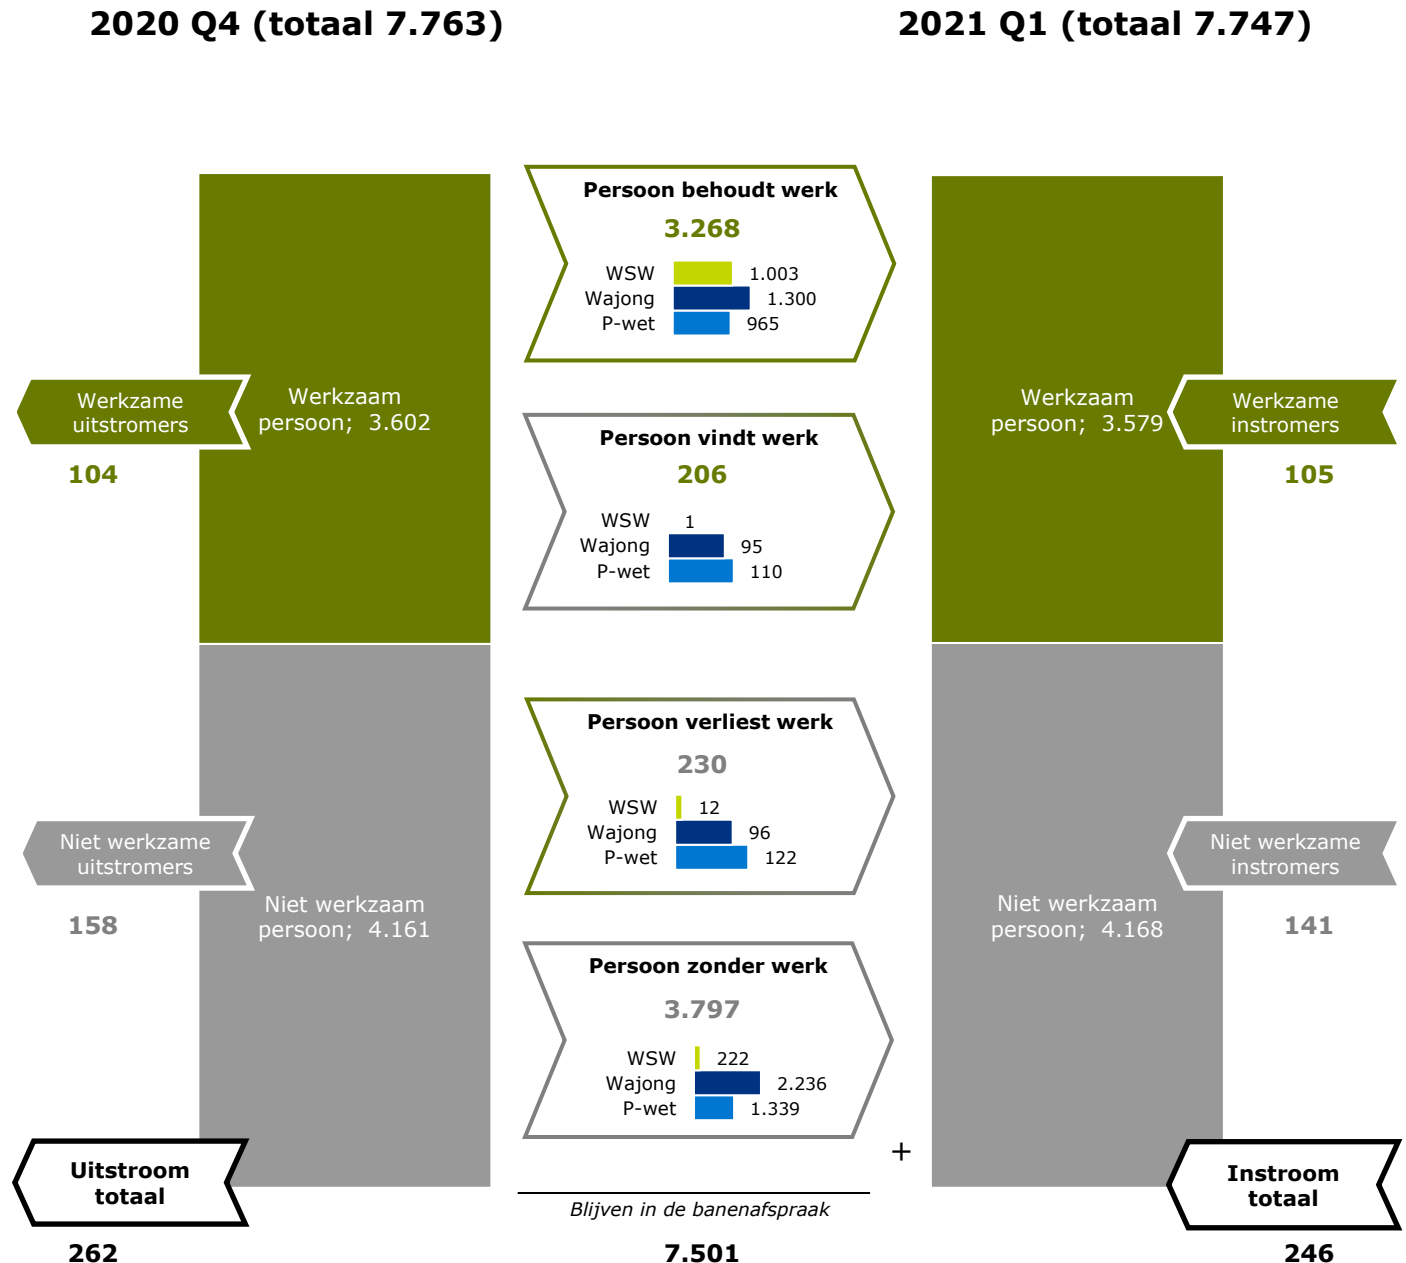 2020 Q4 (totaal 7.763)
2021 Q1 (totaal 7.747)
Persoon behoudt werk
3.268
WSW 1.003
Wajong 1.300
P-wet 965
Werkzame
uitstromers
104
Werkzaam
persoon; 3.602
Persoon vindt werk
206
WSW 1
Wajong 95
P-wet 110
Werkzaam
persoon; 3.579
Werkzame
instromers
105
Persoon verliest werk
230
WSW 12
Wajong 96
P-wet 122
Niet werkzame
uitstromers
158
Niet werkzaam
persoon; 4.161
Persoon zonder werk
3.797
WSW 222
Wajong 2.236
P-wet 1.339
Niet werkzaam
persoon; 4.168
Niet werkzame
instromers
141
+
Uitstroom
totaal
262
Blijven in de banenafspraak
7.501
Instroom
totaal
246